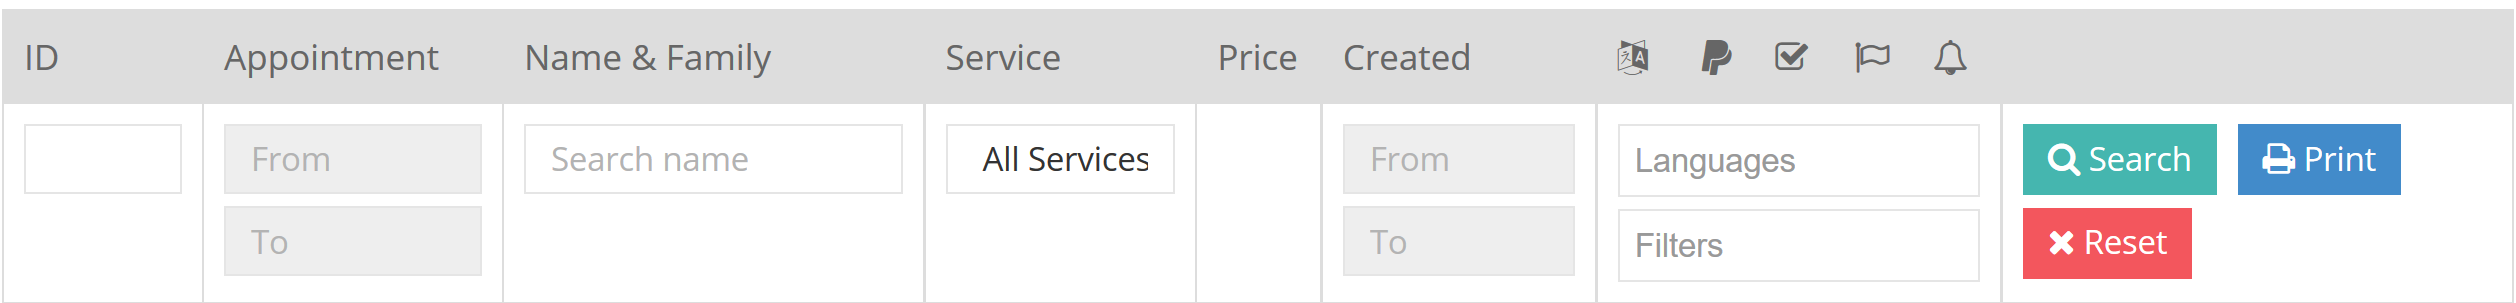 ID Appointment Name & Family Service Price Created
From Search name All Services From Languages Search Print
To To Filters Reset